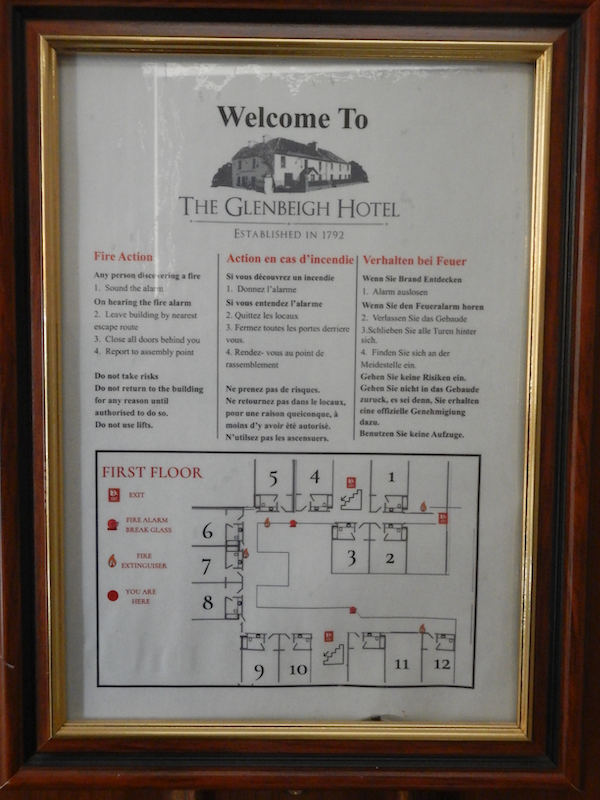 Welcome To
THE GLENBEIGH HOTEL
ESTABLISHED IN 1792
Fire Action
Any person discovering a fire
1. Sound the alarm
On hearing the fire alarm
2. Leave building by nearest
escape route
3. Close all doors behind you
4. Report to assembly point
Do not take risks
Do not return to the building
for any reason until
authorised to do so.
Do not use lifts.
Action en cas d'incendie
Si vous découvrez un incendie
1. Donnez l'alarme
Si vous entendez l'alarme
2. Quittez les locaux
3. Fermez toutes les portes derriere
vous.
4. Rendez- vous au point de
rassemblement
Ne prenez pas de risques.
Ne retournez pas dans le locaux,
pour une raison queiconque, à
moins d'y avoir été autorisé.
N'utilisez pas les ascensuers.
Verhalten bei Feuer
Wenn Sie Brand Entdecken
1. Alarm auslosen
Wenn Sie den Feueralarm horen
2. Verlassen Sie das Gebaude
3.Schlieben Sie alle Turen hinter
sich.
4. Finden Sie sich an der
Meidestelle ein.
Gehen Sie keine Risiken ein.
Gehen Sie nicht in das Gebaude
zuruck, es sei denn, Sie erhalten
eine offizielle Genehmigiung
dazu.
Benutzen Sie keine Aufzuge.
FIRST FLOOR
EXIT
FIRE ALARM
BREAK GLASS
FIRE
EXTINGUISER
YOU ARE
HERE
5 4 1
6
3 2
7
8
9 10 11 12